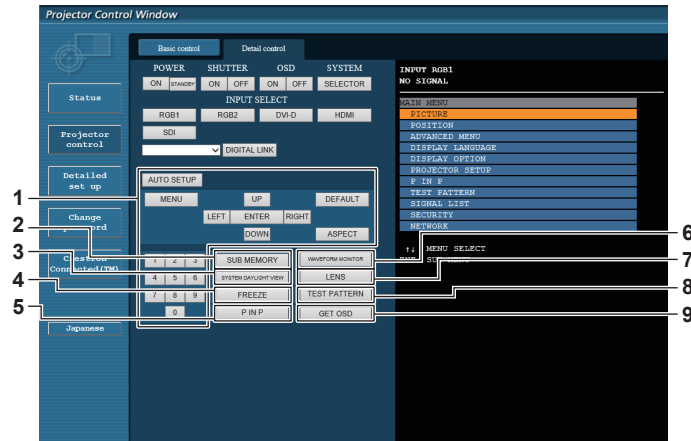 Projector Control Window
Basic control
Detail control
POWER SHUTTER OSD SYSTEM
ON STANDBY ON OFF ON OFF SELECTOR
INPUT SELECT
RGB1 RGB2 DVI-D HDMI
SDI
DIGITAL LINK
AUTO SETUP
MENU UP DEFAULT
LEFT ENTER RIGHT
DOWN ASPECT
1 2 3 SUB MEMORY WAVEFORM MONITOR
4 5 6 SYSTEM DAYLIGHT VIEW LENS
7 8 9 FREEZE TEST PATTERN
0 P IN P GET OSD
Status
Projector
control
Detailed
set up
Change
Connected(TM)
Japanese
INPUT RGB1
NO SIGNAL
MAIN MENU
PICTURE
POSITION
ADVANCED MENU
DISPLAY LANGUAGE
DISPLAY OPTION
PROJECTOR SETUP
P IN P
TEST PATTERN
SIGNAL LIST
SECURITY
NETWORK
↑↓ MENU SELECT
1
2
3
4
5
6
7
8
9